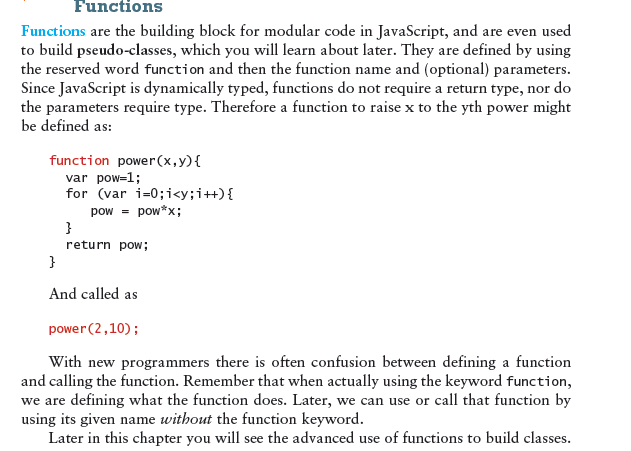 Functions
Functions are the building block for modular code in JavaScript, and are even used
to build pseudo-classes, which you will learn about later. They are defined by using
the reserved word function and then the function name and (optional) parameters.
Since JavaScript is dynamically typed, functions do not require a return type, nor do
the parameters require type. Therefore a function to raise x to the yth power might
be defined as:
function power(x,y){
var pow=1;
for (var i=0;i<y;i++){
pow = pow*x;
}
return pow;
}
And called as
power(2,10);
With new programmers there is often confusion between defining a function
and calling the function. Remember that when actually using the keyword function,
we are defining what the function does. Later, we can use or call that function by
using its given name without the function keyword.
Later in this chapter you will see the advanced use of functions to build classes.